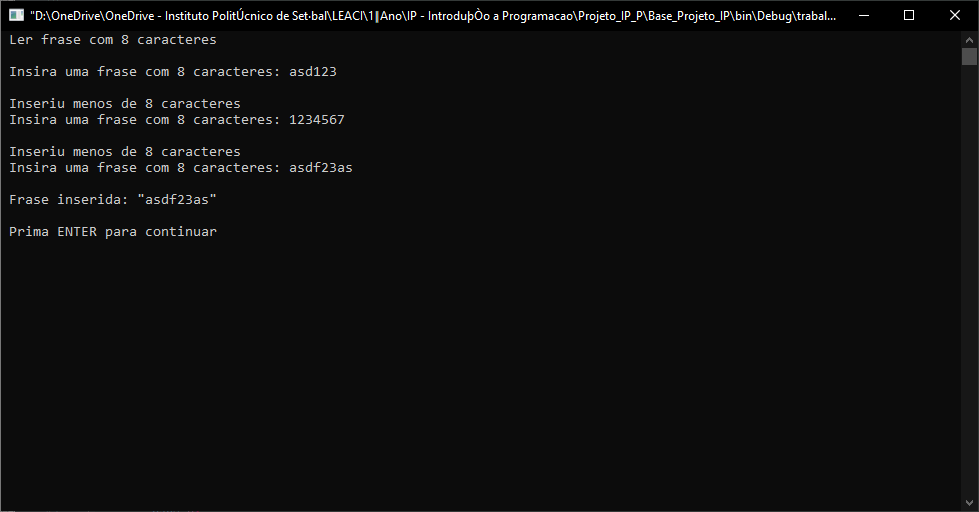 "D:\OneDrive\OneDrive - Instituto PolitÚcnico de Set·bal\LEACI\1║Ano\IP - IntroduþÒo a Programacao\Projeto_IP_P\Base_Projeto_IP\bin\Debug\trabal...
Ler frase com 8 caracteres
Insira uma frase com 8 caracteres: asd123
Inseriu menos de 8 caracteres
Insira uma frase com 8 caracteres: 1234567
Inseriu menos de 8 caracteres
Insira uma frase com 8 caracteres: asdf23as
Frase inserida: "asdf23as"
Prima ENTER para continuar